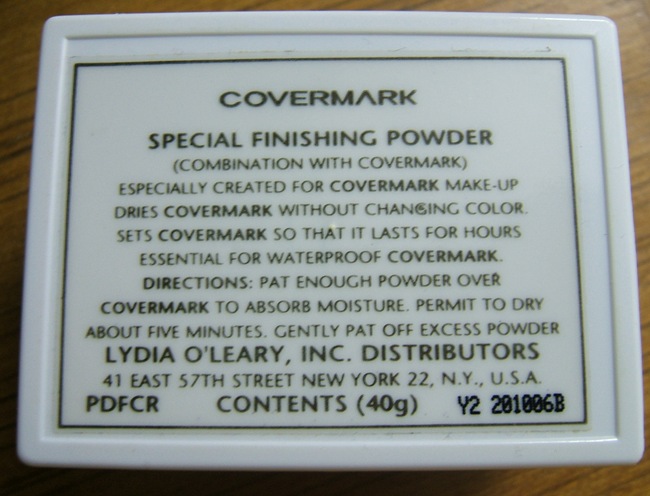 COVERMARK
SPECIAL FINISHING POWDER
(COMBINATION WITH COVERMARK)
ESPECIALLY CREATED FOR COVERMARK MAKE-UP
DRIES COVERMARK WITHOUT CHANGING COLOR.
SETS COVERMARK SO THAT IT LASTS FOR HOURS
ESSENTIAL FOR WATERPROOF COVERMARK.
DIRECTIONS: PAT ENOUGH POWDER OVER
COVERMARK TO ABSORB MOISTURE. PERMIT TO DRY
ABOUT FIVE MINUTES. GENTLY PAT OFF EXCESS POWDER
LYDIA O'LEARY, INC. DISTRIBUTORS
41 EAST 57TH STREET NEW YORK 22, N.Y., U.S.A.
PDFCR CONTENTS (40g) Y2 201006B